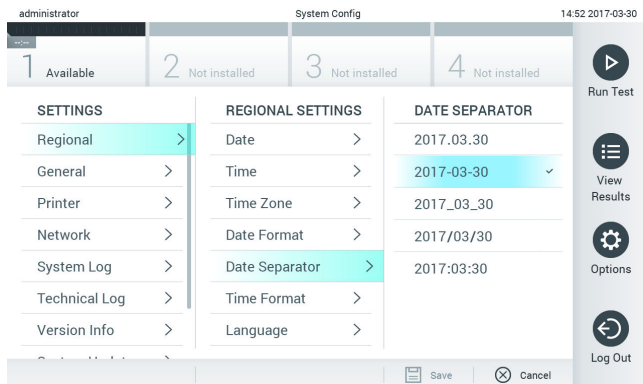 administrator System Config 14:52 2017-03-30
--:--
1 Available 2 Not installed 3 Not installed 4 Not installed
Run Test
SETTINGS REGIONAL SETTINGS DATE SEPARATOR
Regional Date 2017.03.30
General Time 2017-03-30
View
Results
Printer Time Zone 2017_03_30
Network Date Format 2017/03/30
System Log Date Separator 2017:03:30
Options
Technical Log Time Format
Version Info Language
Log Out
Save Cancel